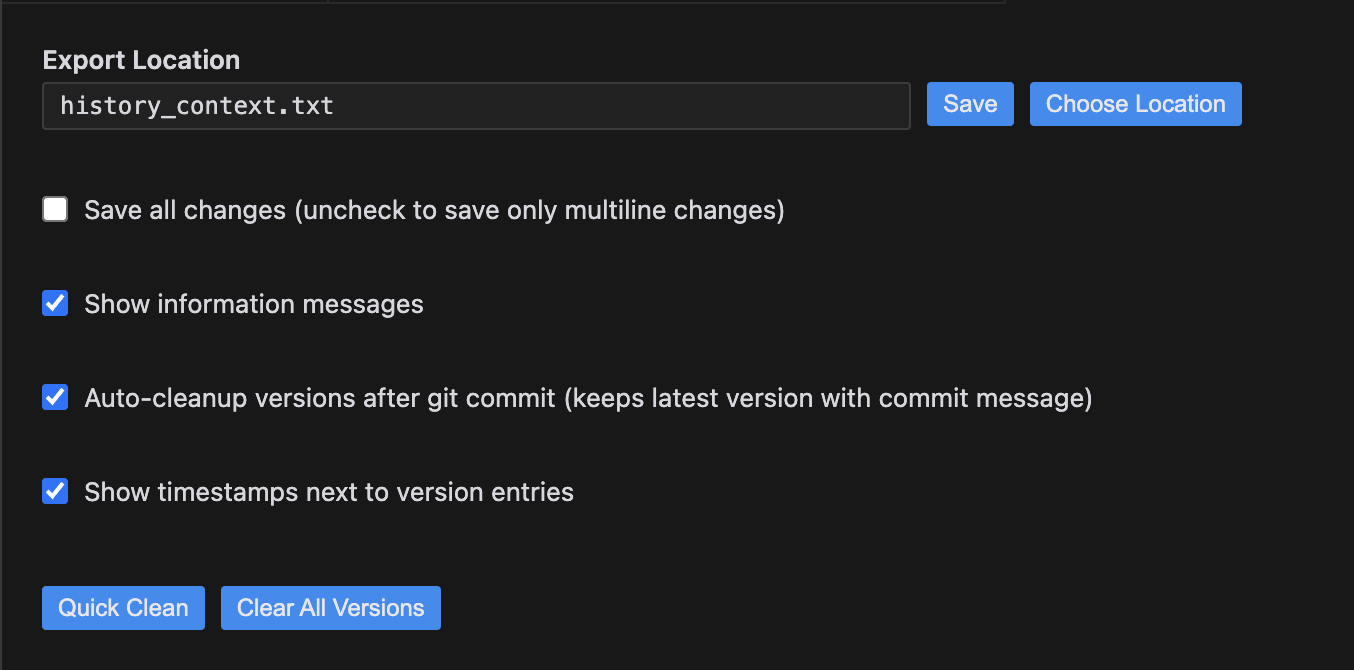 Export Location
history_context.txt Save Choose Location
Save all changes (uncheck to save only multiline changes)
Show information messages
Auto-cleanup versions after git commit (keeps latest version with commit message)
Show timestamps next to version entries
Quick Clean Clear All Versions